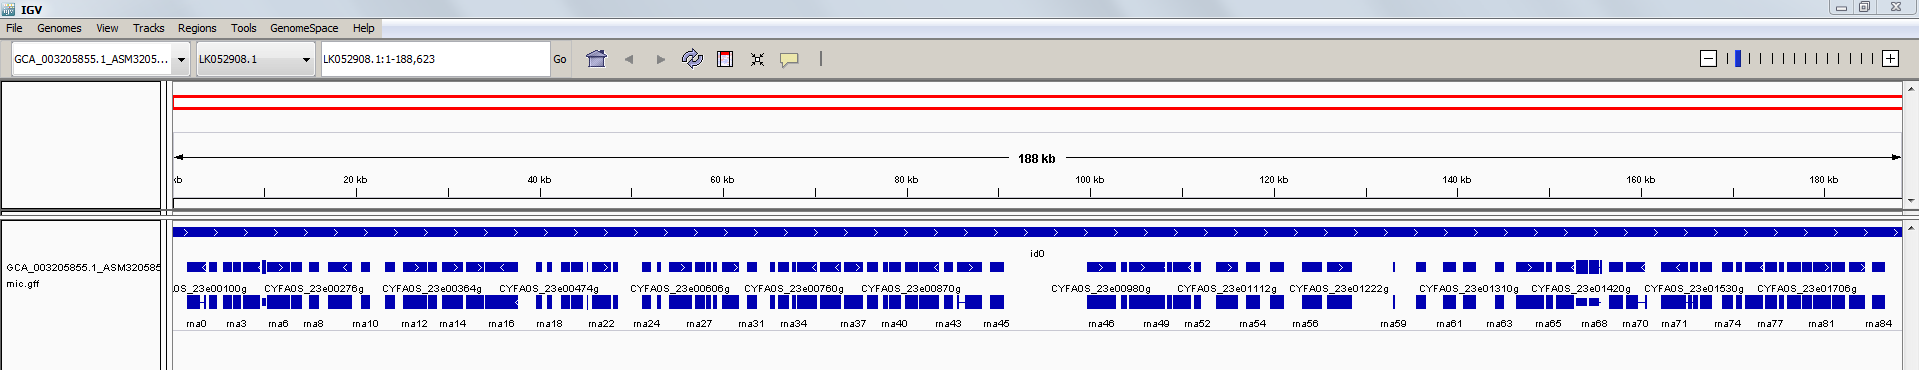 IGV
File Genomes View Tracks Regions Tools GenomeSpace Help
GCA_003205855.1_ASM3205... LK052908.1 LK052908.1:1-188,623 Go
188 kb
kb 20 kb 40 kb 60 kb 80 kb 100 kb 120 kb 140 kb 160 kb 180 kb
id0
GCA_003205855.1_ASM320585
mic.gff
0S_23e00100g CYFA0S_23e00276g CYFA0S_23e00364g CYFA0S_23e00474g CYFA0S_23e00606g CYFA0S_23e00760g CYFA0S_23e00870g CYFA0S_23e00980g CYFA0S_23e01112g CYFA0S_23e01222g CYFA0S_23e01310g CYFA0S_23e01420g CYFA0S_23e01530g CYFA0S_23e01706g
rna0 rna3 rna6 rna8 rna10 rna12 rna14 rna16 rna18 rna22 rna24 rna27 rna31 rna34 rna37 rna40 rna43 rna45 rna46 rna49 rna52 rna54 rna56 rna59 rna61 rna63 rna65 rna68 rna70 rna71 rna74 rna77 rna81 rna84